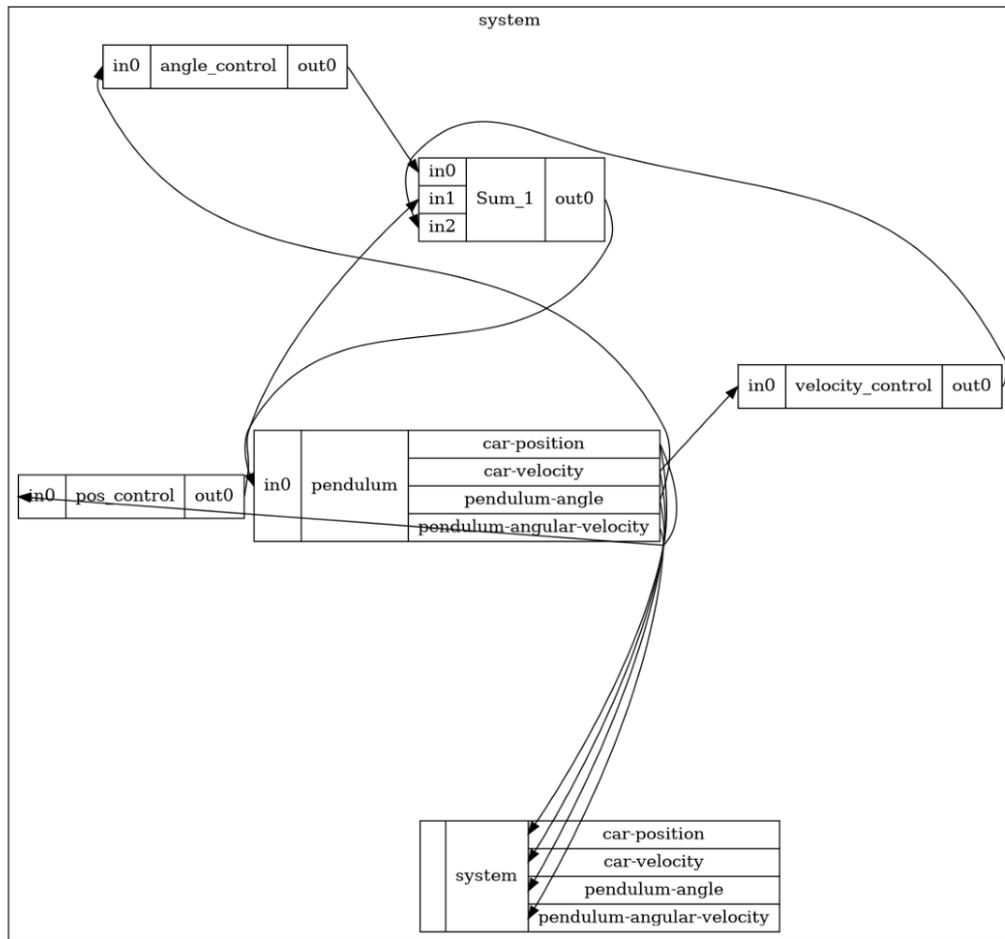 system
in0 angle_control out0
in0
in1 Sum_1 out0
in2
in0 velocity_control out0
car-position
car-velocity
in0 pendulum
pendulum-angle
pendulum-angular-velocity
in0 pos_control out0
car-position
car-velocity
system
pendulum-angle
pendulum-angular-velocity